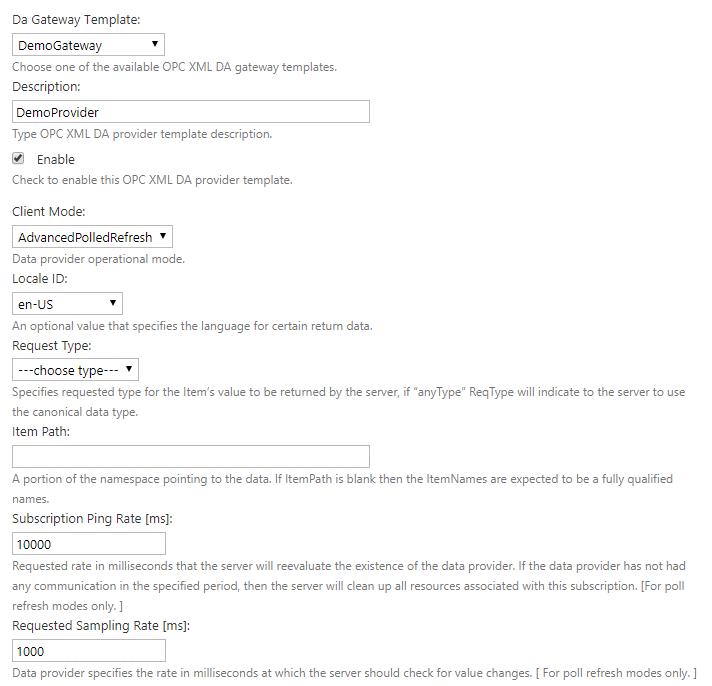 Da Gateway Template:
DemoGateway
Choose one of the available OPC XML DA gateway templates.
Description:
DemoProvider
Type OPC XML DA provider template description.
Enable
Check to enable this OPC XML DA provider template.
Client Mode:
AdvancedPolledRefresh
Data provider operational mode.
Locale ID:
en-US
An optional value that specifies the language for certain return data.
Request Type:
---choose type---
Specifies requested type for the Item's value to be returned by the server, if “anyType” ReqType will indicate to the server to use
the canonical data type.
Item Path:
A portion of the namespace pointing to the data. If ItemPath is blank then the ItemNames are expected to be a fully qualified
names.
Subscription Ping Rate [ms]:
10000
Requested rate in milliseconds that the server will reevaluate the existence of the data provider. If the data provider has not had
any communication in the specified period, then the server will clean up all resources associated with this subscription. [For poll
refresh modes only. ]
Requested Sampling Rate [ms]:
1000
Data provider specifies the rate in milliseconds at which the server should check for value changes. [ For poll refresh modes only. ]